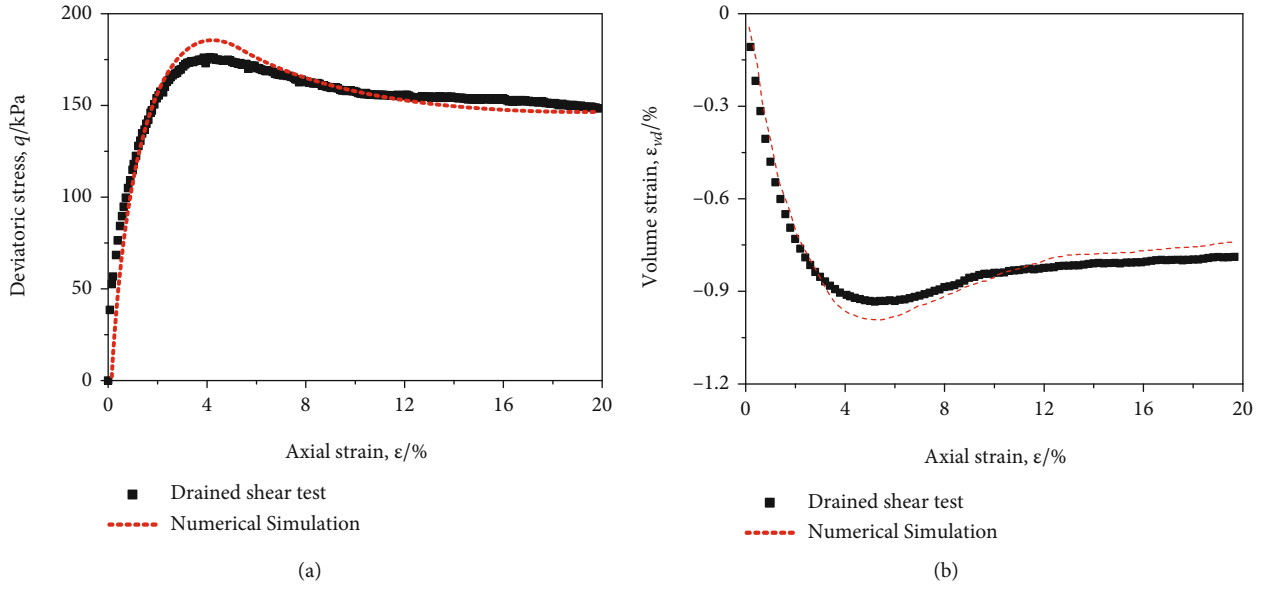 200
150
100
50
0
Deviatoric stress, q/kPa
0
4
8
12
16
20
Axial strain, ε/%
Drained shear test
Numerical Simulation
(a)
0
–0.3
–0.6
–0.9
–1.2
Volume strain, εvd/%
0
4
8
12
16
20
Axial strain, ε/%
Drained shear test
Numerical Simulation
(b)